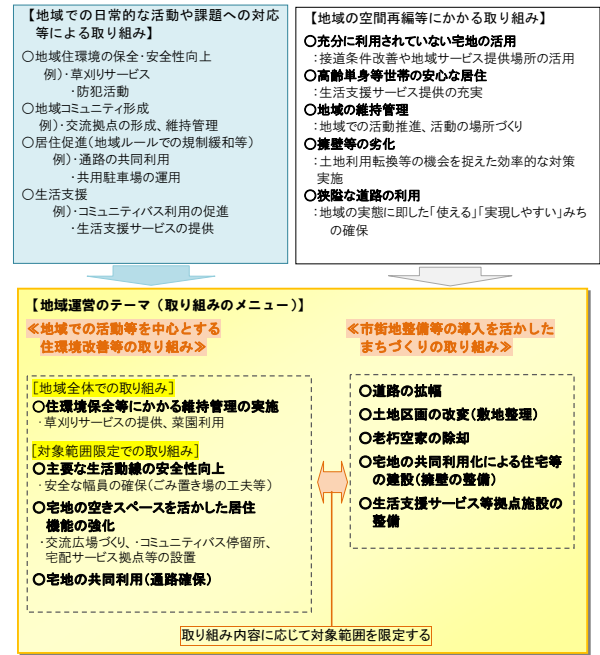 【地域での日常的な活動や課題への対応
等による取り組み】
〇地域住環境の保全・安全性向上
例)・草刈りサービス
・防犯活動
〇地域コミュニティ形成
例)・交流拠点の形成、維持管理
〇居住促進(地域ルールでの規制緩和等)
例)・通路の共同利用
・共用駐車場の運用
〇生活支援
例)・コミュニティバス利用の促進
・生活支援サービスの提供
【地域の空間再編等にかかる取り組み】
〇充分に利用されていない宅地の活用
:接道条件改善や地域サービス提供場所の活用
〇高齢単身等世帯の安心な居住
:生活支援サービス提供の充実
〇地域の維持管理
:地域での活動推進、活動の場所づくり
〇擁壁等の劣化
:土地利用転換等の機会を捉えた効率的な対策
実施
〇狭隘な道路の利用
:地域の実態に即した「使える」「実現しやすい」みち
の確保
【地域運営のテーマ(取り組みのメニュー)】
≪地域での活動等を中心とする
住環境改善等の取り組み≫
[地域全体での取り組み]
〇住環境保全等にかかる維持管理の実施
・草刈りサービスの提供、菜園利用
[対象範囲限定での取り組み]
〇主要な生活動線の安全性向上
・安全な幅員の確保(ごみ置き場の工夫等)
〇宅地の空きスペースを活かした居住
機能の強化
・交流広場づくり、・コミュニティバス停留所、
宅配サービス拠点等の設置
〇宅地の共同利用(通路確保)
≪市街地整備等の導入を活かした
まちづくりの取り組み≫
〇道路の拡幅
〇土地区画の改変(敷地整理)
〇老朽空家の除却
〇宅地の共同利用化による住宅等
の建設(擁壁の整備)
〇生活支援サービス等拠点施設の
整備
取り組み内容に応じて対象範囲を限定する